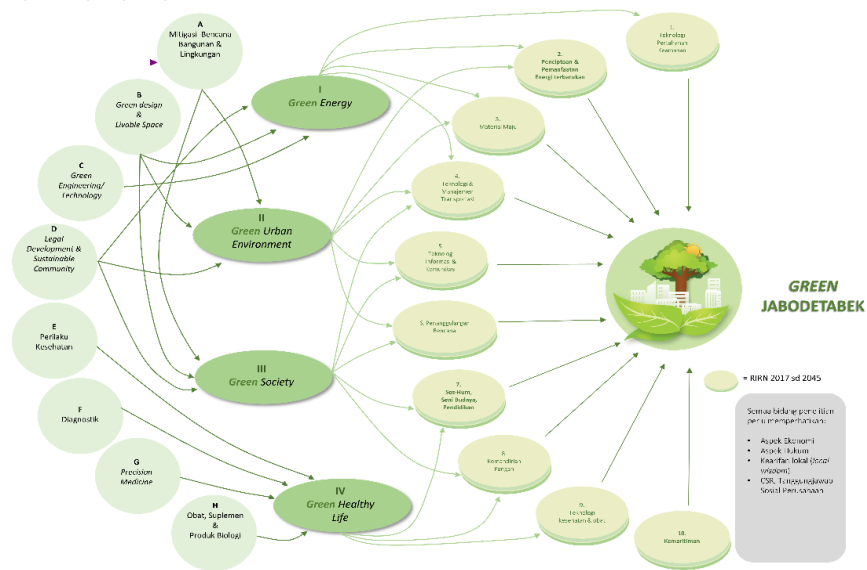 A
Mitigasi Bencana
Bangunan &
Lingkungan
B
Green design
&
Livable Space
C
Green
Engineering/
Technology
D
Legal
Development &
Sustainable
Community
E
Perilaku
Kesehatan
F
Diagnostik
G
Precision
Medicine
H
Obat, Suplemen
&
Produk Biologi
I
Green Energy
II
Green Urban
Environment
III
Green Society
IV
Green Healthy
Life
1.
Teknologi
Pertahanan
Keamanan
2.
Penciptaan &
Pemanfaatan
Energi terbarukan
3.
Material Maju
4.
Teknologi &
Manajemen
Transportasi
Teknologi
Informasi &
Komunikasi
Penanggulangan
Bencana
7.
Sos-Hum,
Seni Budaya,
Pendidikan
8.
Kemandirian
Pangan
9.
Teknologi
kesehatan & obat
10.
Kemaritiman
GREEN
JABODETABEK
= RIRN 2017 sd 2045
Semua bidang penelitian
perlu memperhatikan:
• Aspek Ekonomi
• Aspek Hukum
• Kearifan lokal (local
wisdom)
• CSR, Tanggungjawab
Sosial Perusahaan